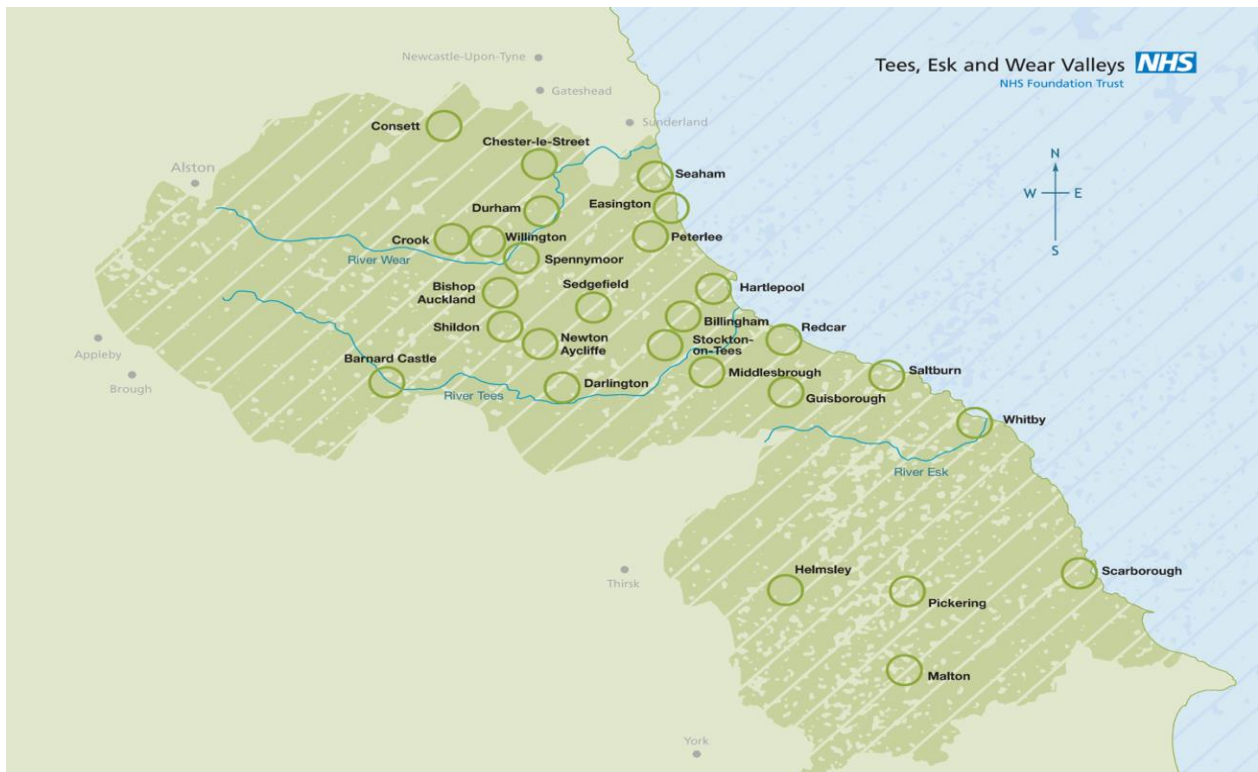 Newcastle-Upon-Tyne
Tees, Esk and Wear Valleys NHS
NHS Foundation Trust
Gateshead
Consett
Sunderland
Chester-le-Street
N
Alston
Seaham
W
E
Easington
Durham
Crook
Willington
Peterlee
S
River Wear
Spennymoor
Bishop
Auckland
Sedgefield
Hartlepool
Shildon
Billingham
Redcar
Newton
Aycliffe
Stockton-
on-Tees
Appleby
Barnard Castle
Middlesbrough
Saltburn
Brough
River Tees
Darlington
Guisborough
Whitby
River Esk
Thirsk
Helmsley
Scarborough
Pickering
Malton
York